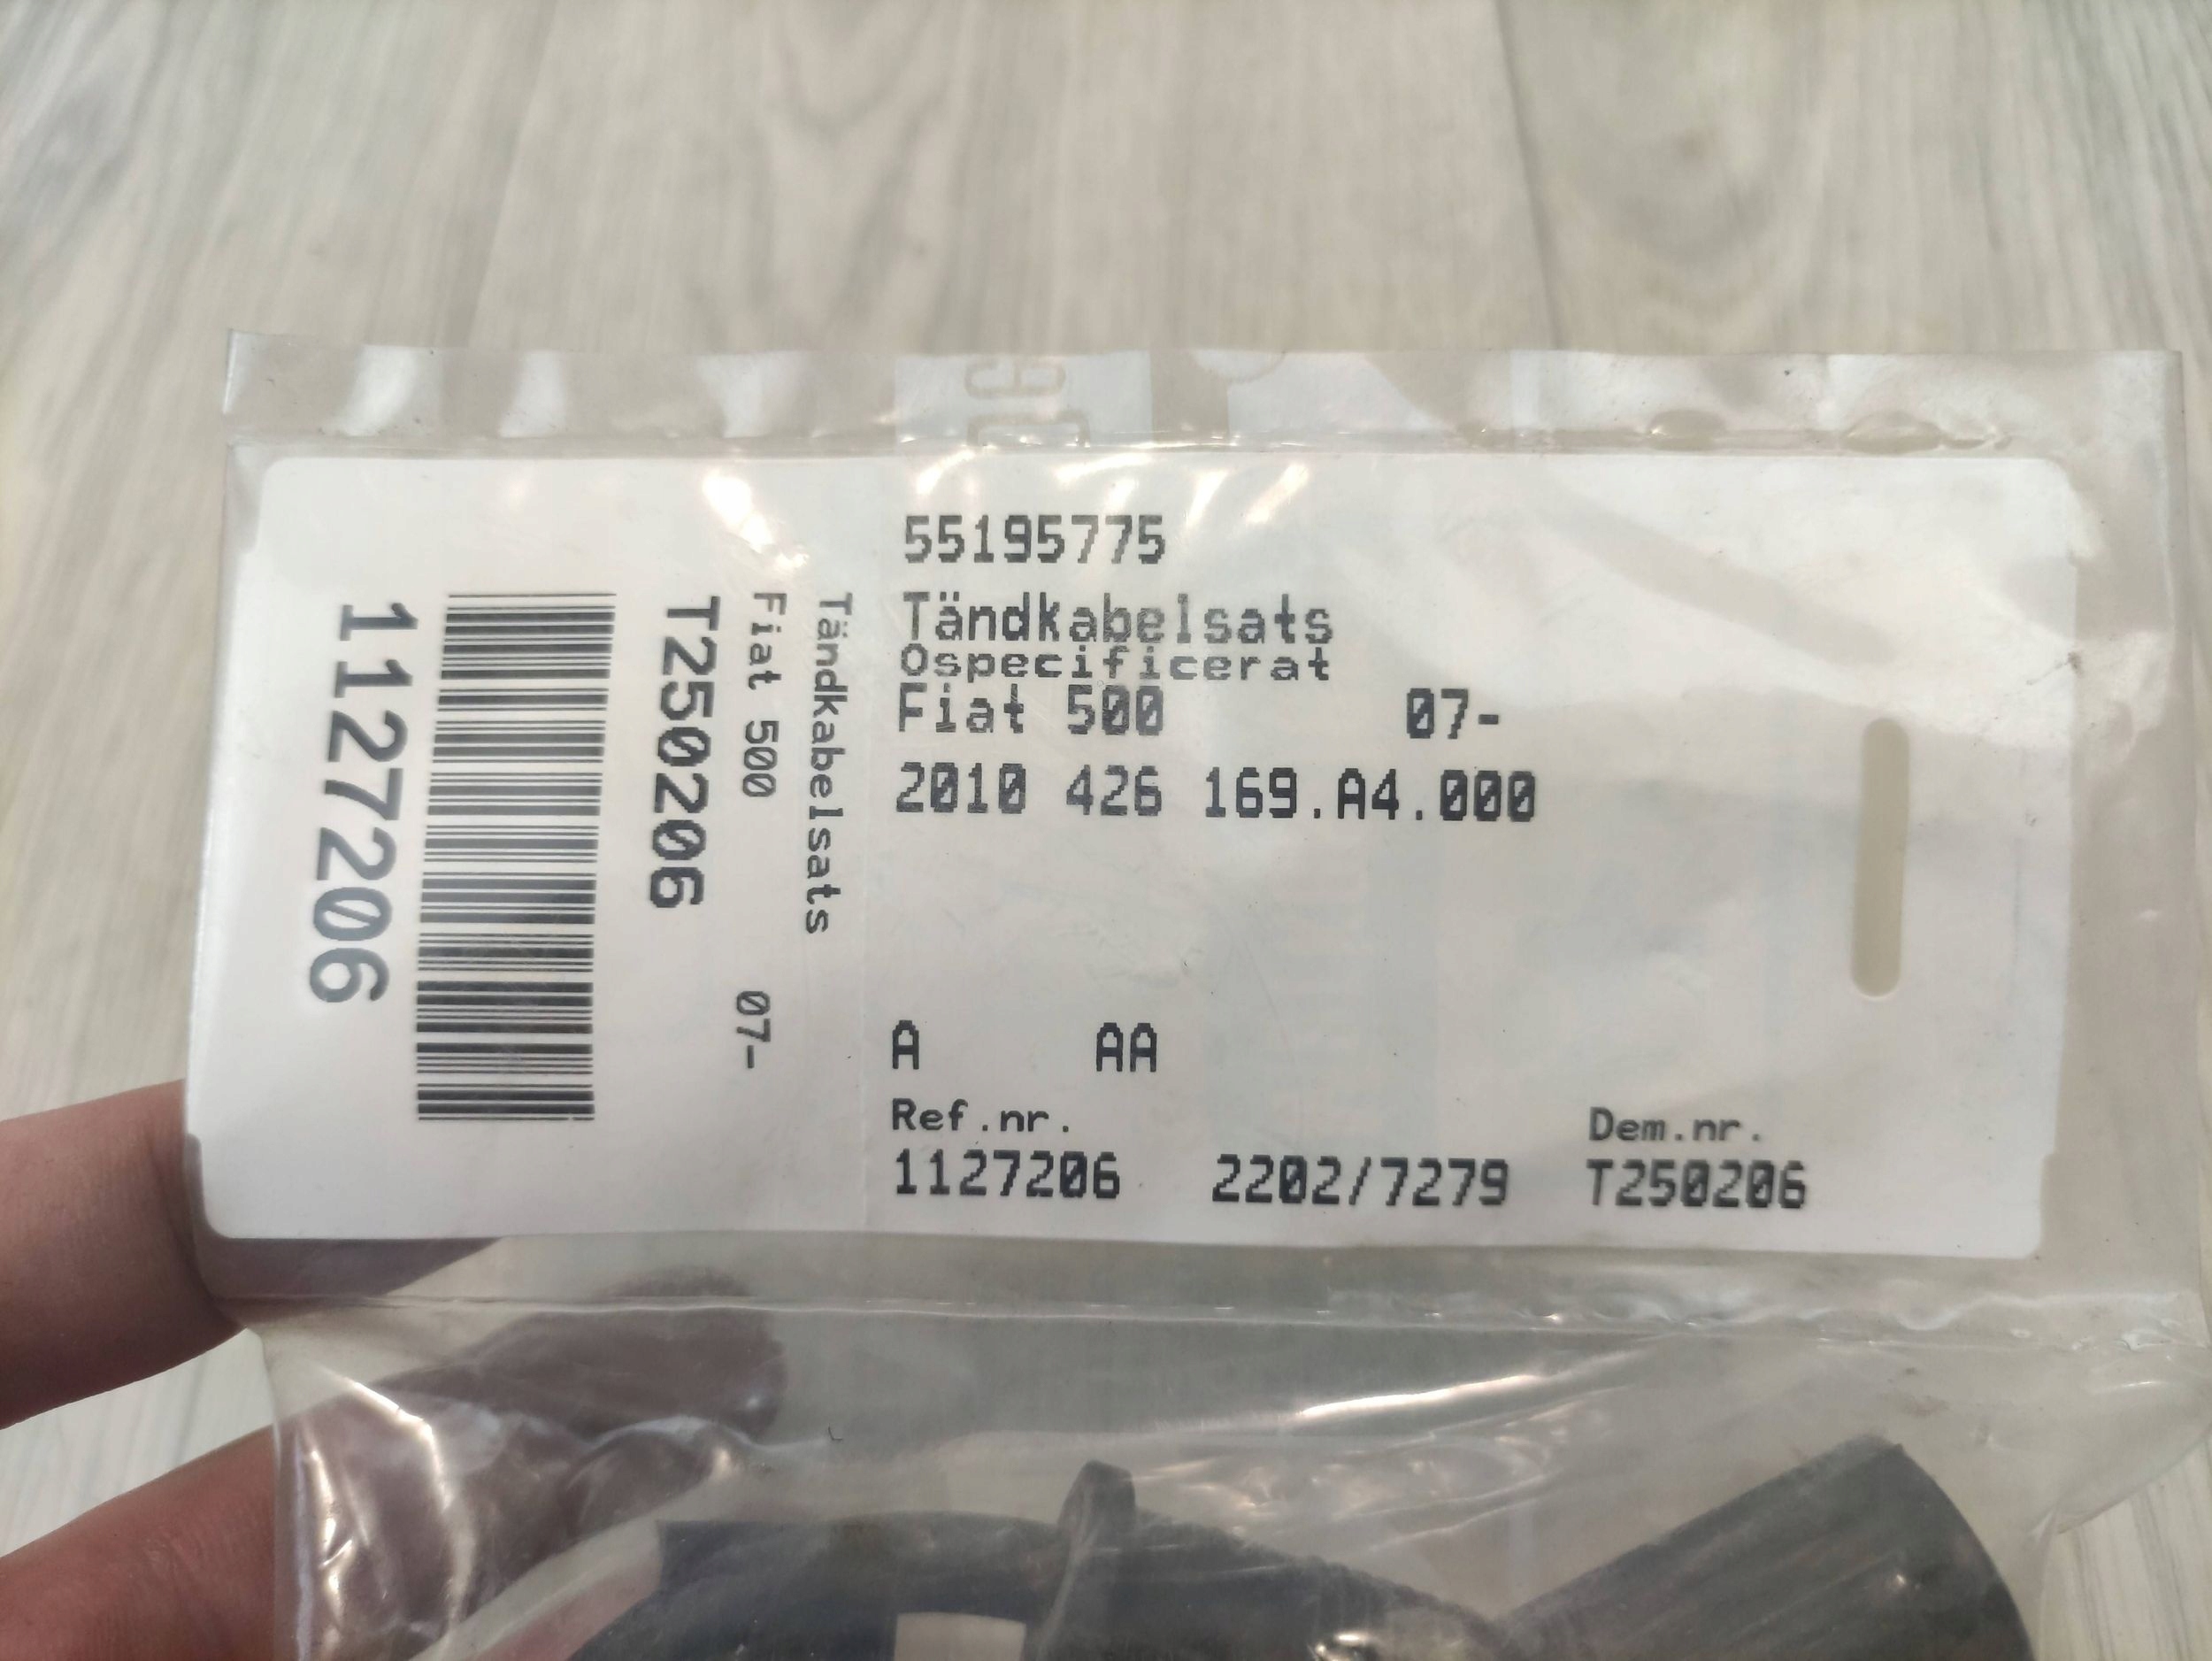 55195775
Tändkabelsats
Ospecificerat
Fiat 500 07-
2010 426 169.A4.000
A AA
Ref.nr. Dem.nr.
1127206 2202/7279 T250206
Tändkabelsats
Fiat 500 07-
T250206
1127206